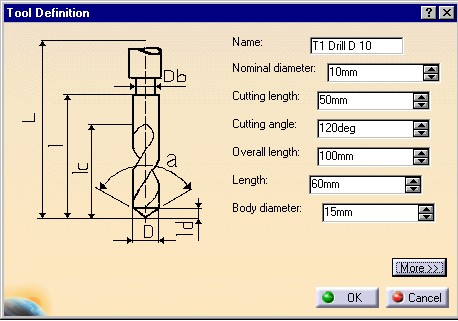 Tool Definition
? X
Name: T1 Drill D 10
Nominal diameter: 10mm
Cutting length: 50mm
Cutting angle: 120deg
Overall length: 100mm
Length: 60mm
Body diameter: 15mm
Db
L
l
lc
a
D
ld
More >>
OK
Cancel